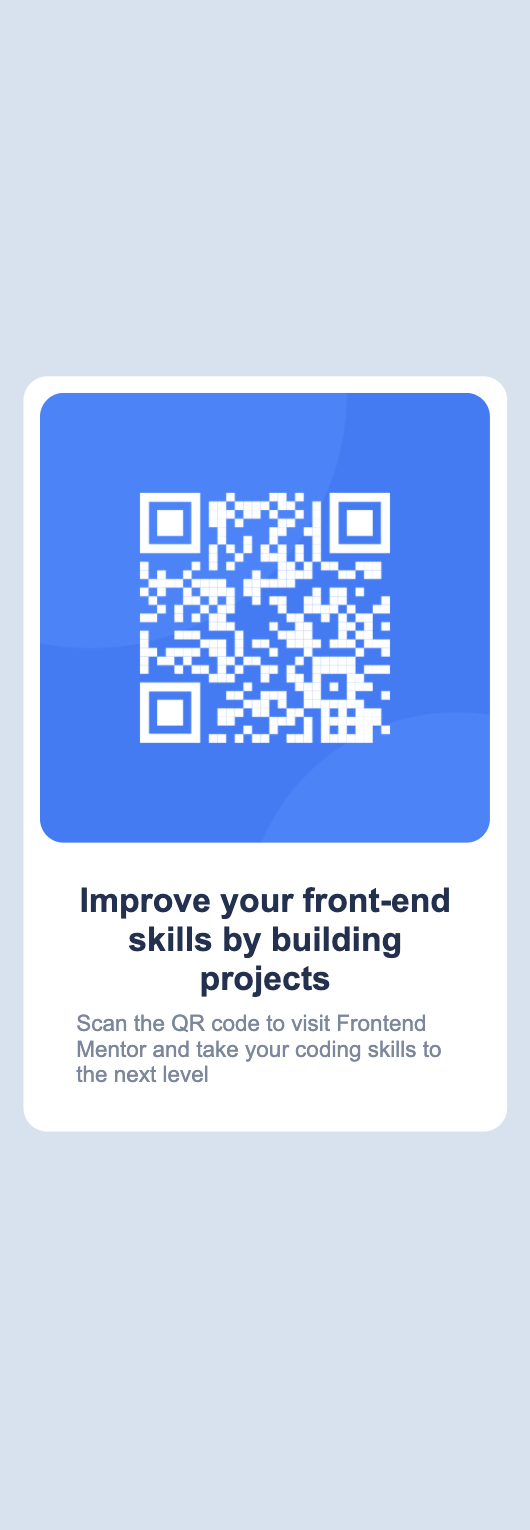 Improve your front-end
skills by building
projects
Scan the QR code to visit Frontend
Mentor and take your coding skills to
the next level